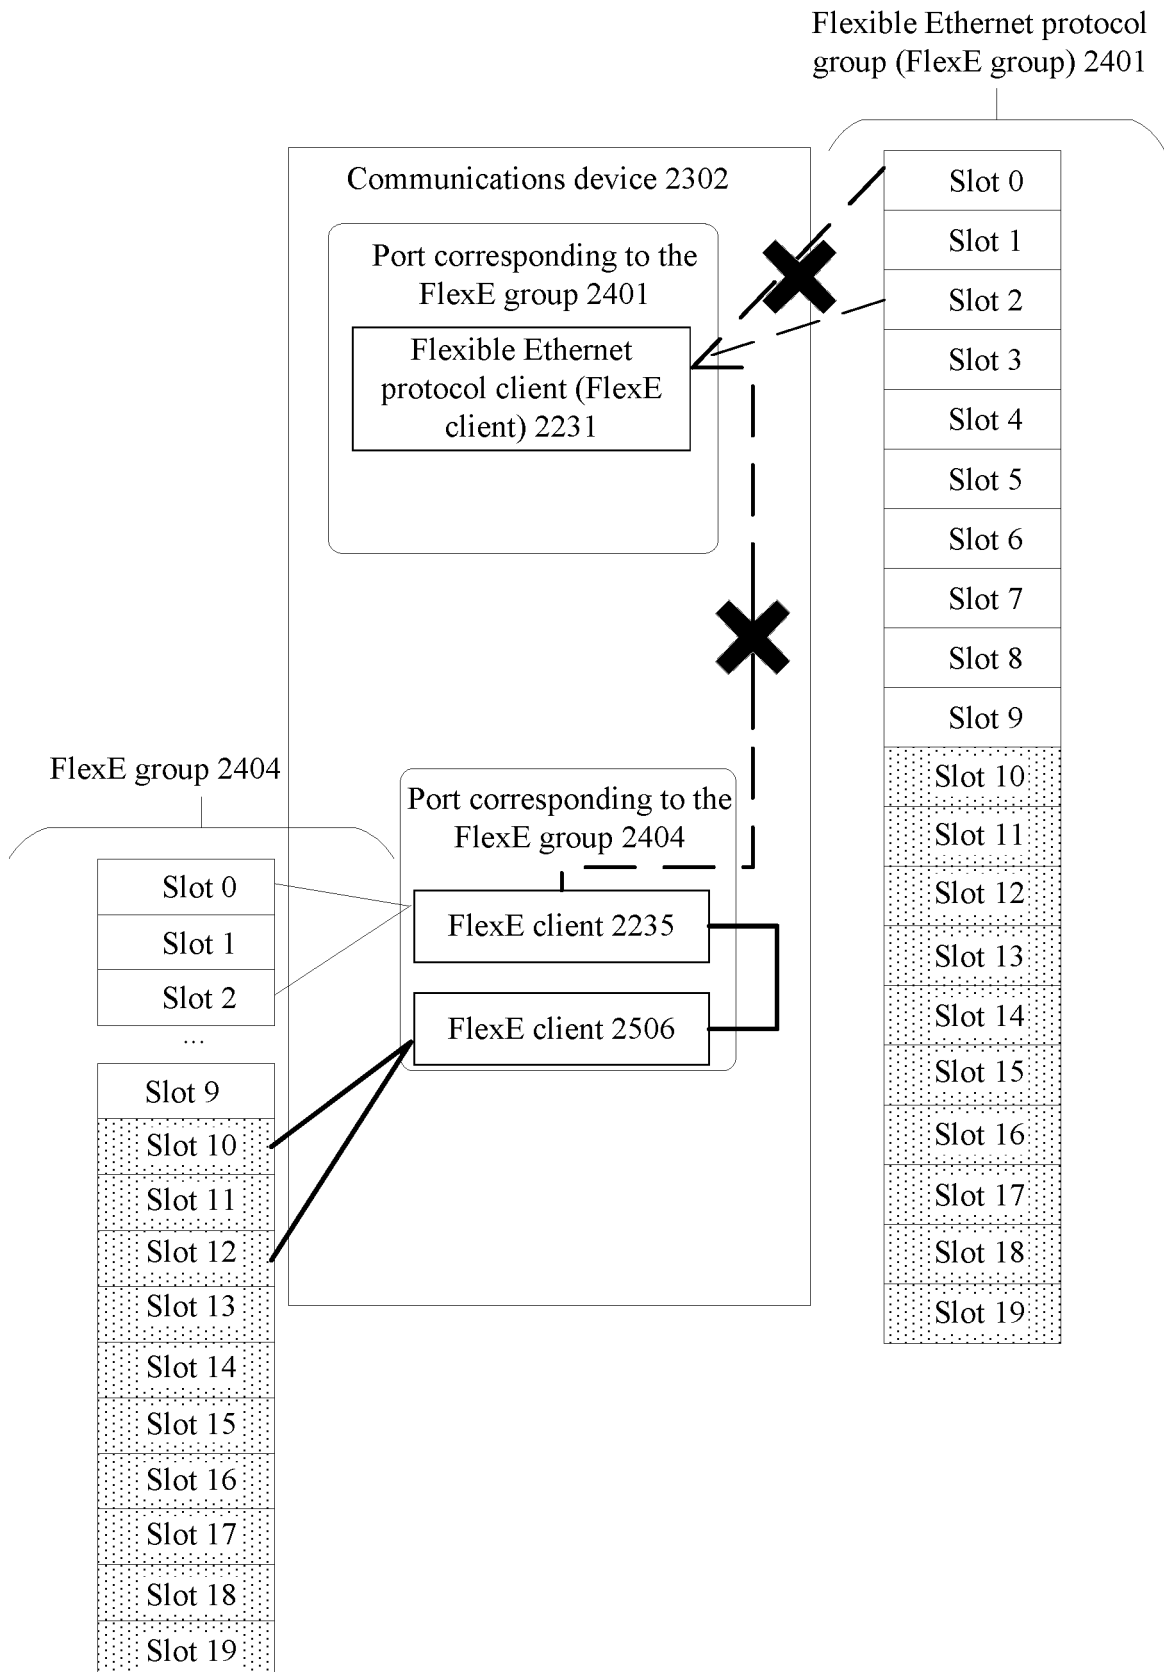 Flexible Ethernet protocol
group (FlexE group) 2401
Communications device 2302
Port corresponding to the
FlexE group 2401
Flexible Ethernet
protocol client (FlexE
client) 2231
Slot 0
Slot 1
Slot 2
Slot 3
Slot 4
Slot 5
Slot 6
Slot 7
Slot 8
Slot 9
Slot 10
Slot 11
Slot 12
Slot 13
Slot 14
Slot 15
Slot 16
Slot 17
Slot 18
Slot 19
FlexE group 2404
Port corresponding to the
FlexE group 2404
FlexE client 2235
FlexE client 2506
Slot 0
Slot 1
Slot 2
...
Slot 9
Slot 10
Slot 11
Slot 12
Slot 13
Slot 14
Slot 15
Slot 16
Slot 17
Slot 18
Slot 19